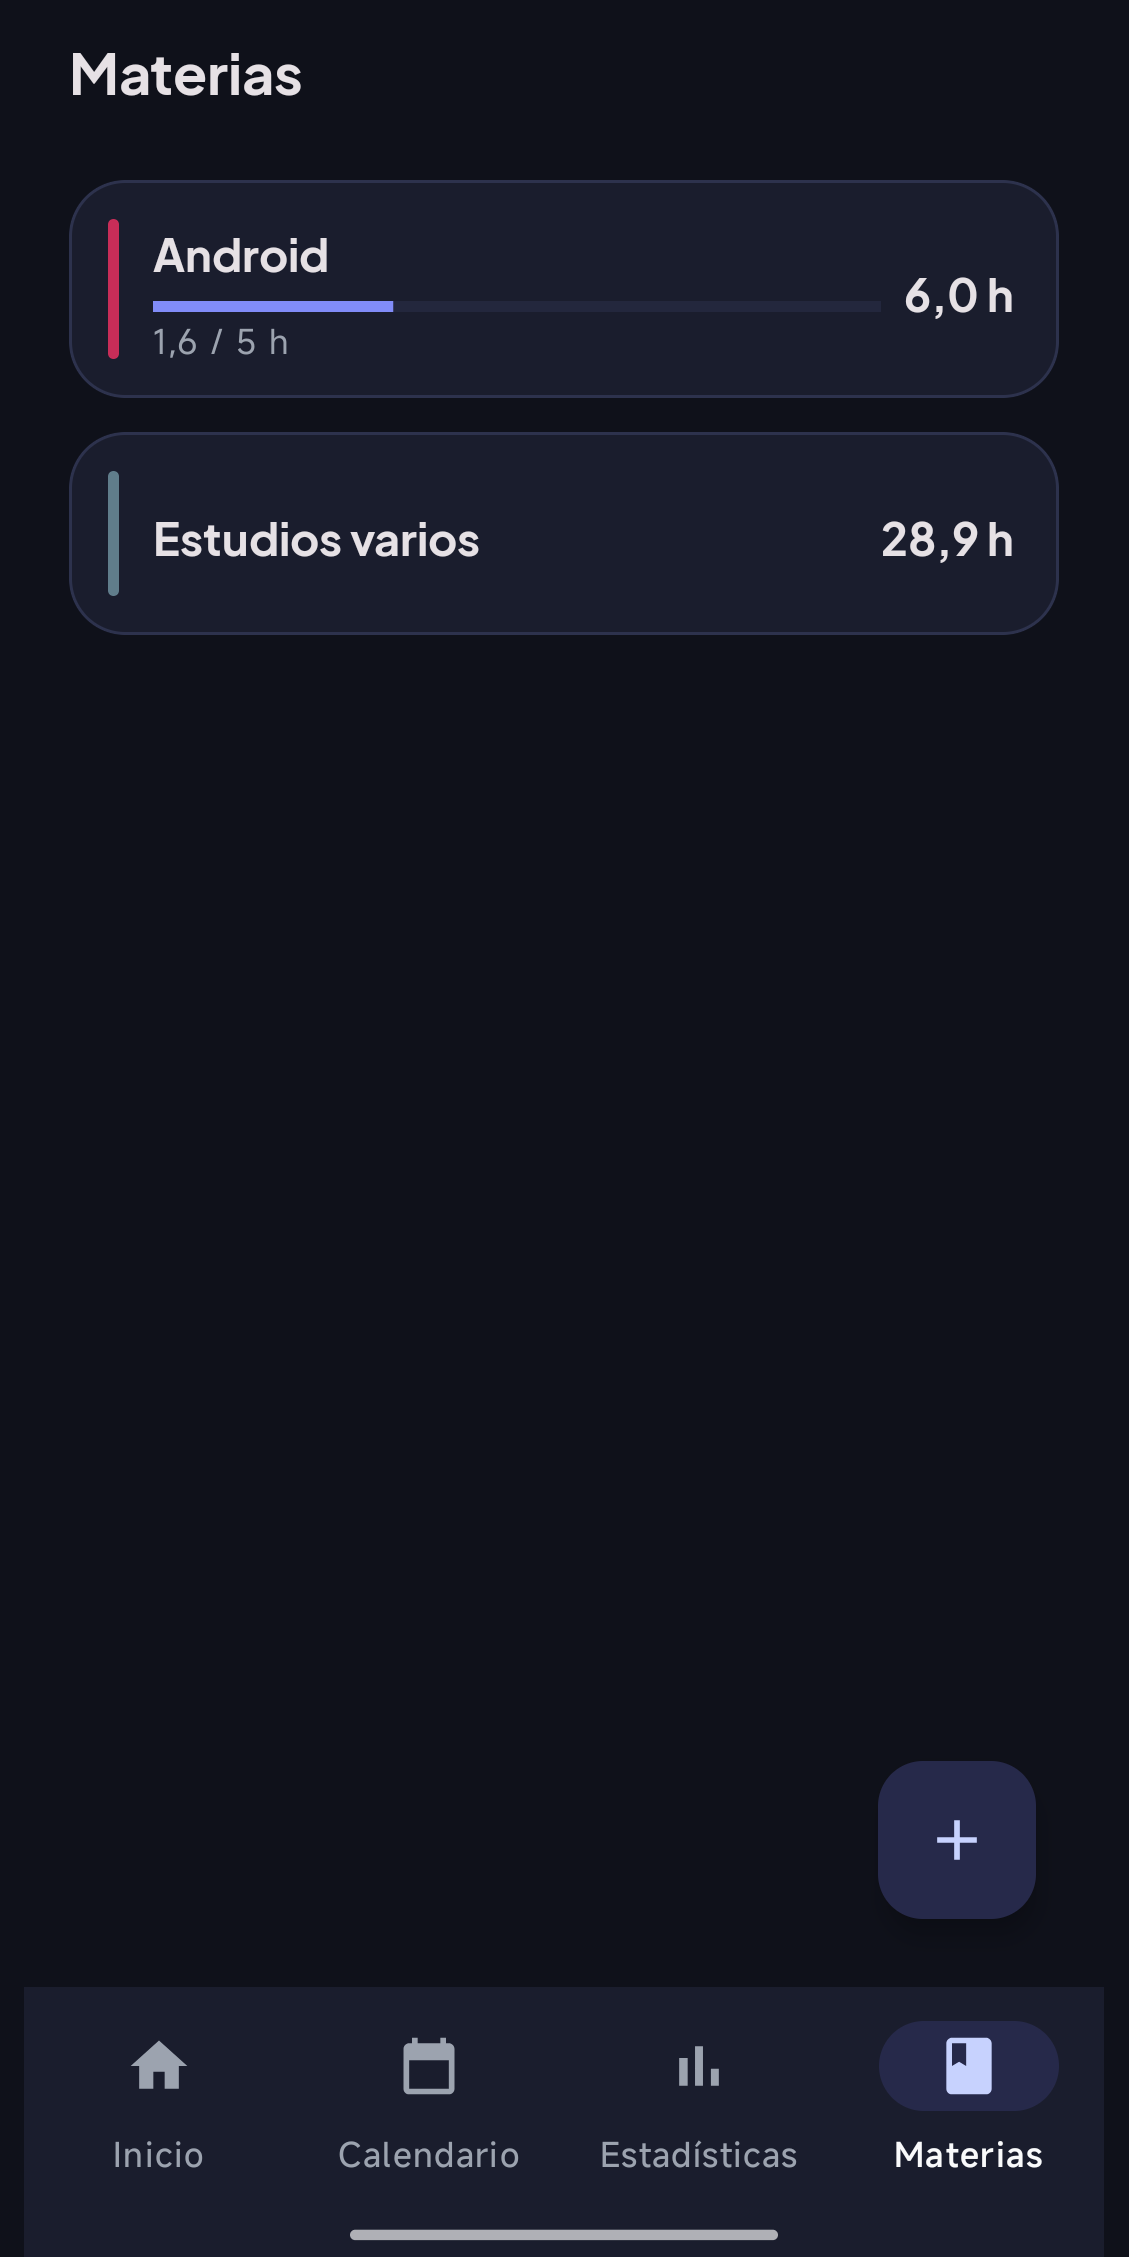 Materias
Android
6,0 h
1,6 / 5 h
Estudios varios
28,9 h
Inicio
Calendario
Estadísticas
Materias